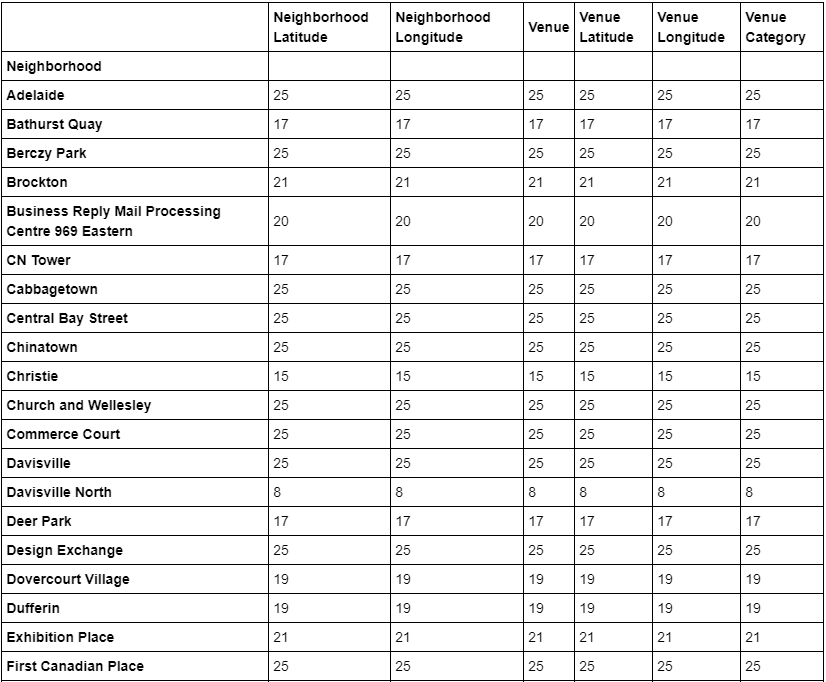 Neighborhood Latitude Neighborhood Longitude Venue Venue Latitude Venue Longitude Venue Category
Neighborhood
Adelaide 25 25 25 25 25 25
Bathurst Quay 17 17 17 17 17 17
Berczy Park 25 25 25 25 25 25
Brockton 21 21 21 21 21 21
Business Reply Mail Processing
Centre 969 Eastern 20 20 20 20 20 20
CN Tower 17 17 17 17 17 17
Cabbagetown 25 25 25 25 25 25
Central Bay Street 25 25 25 25 25 25
Chinatown 25 25 25 25 25 25
Christie 15 15 15 15 15 15
Church and Wellesley 25 25 25 25 25 25
Commerce Court 25 25 25 25 25 25
Davisville 25 25 25 25 25 25
Davisville North 8 8 8 8 8 8
Deer Park 17 17 17 17 17 17
Design Exchange 25 25 25 25 25 25
Dovercourt Village 19 19 19 19 19 19
Dufferin 19 19 19 19 19 19
Exhibition Place 21 21 21 21 21 21
First Canadian Place 25 25 25 25 25 25